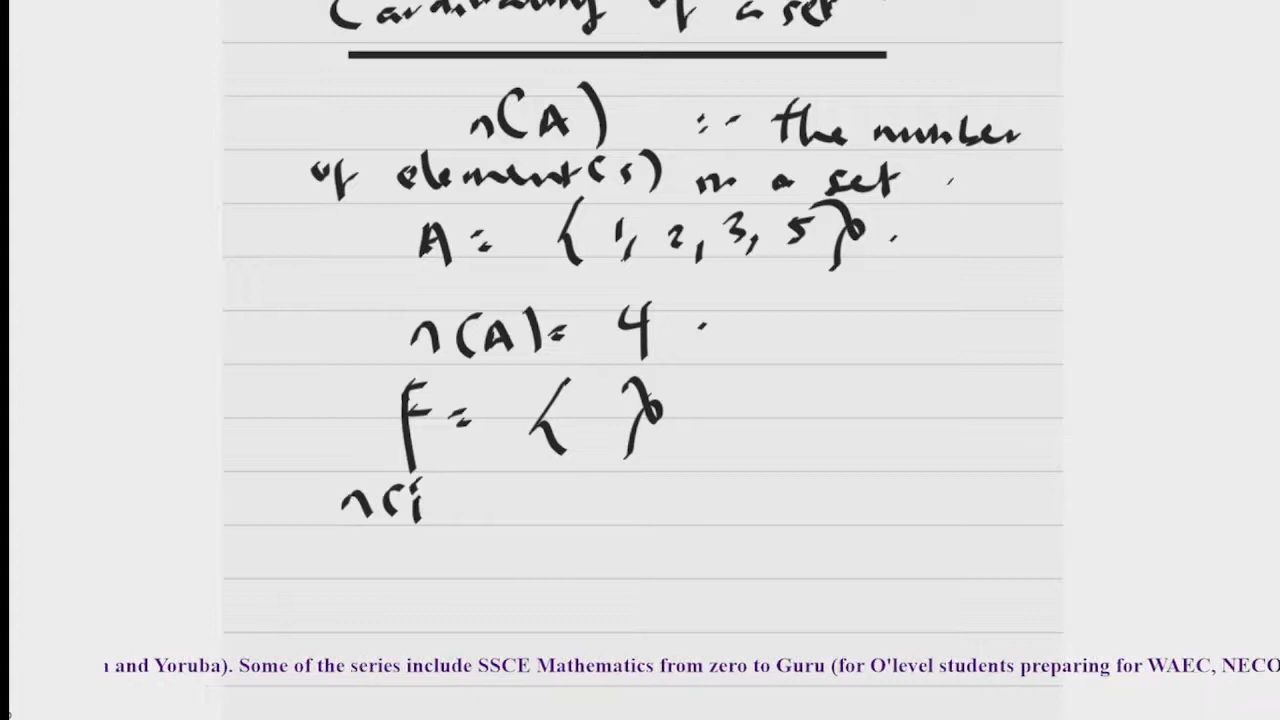 Cardinality of a set
n(A) :- the number
of element(s) in a set.
A = { 1, 2, 3, 5 }.
n(A) = 4.
F = { }
n(
and Yoruba). Some of the series include SSCE Mathematics from zero to Guru (for O'level students preparing for WAEC, NECO